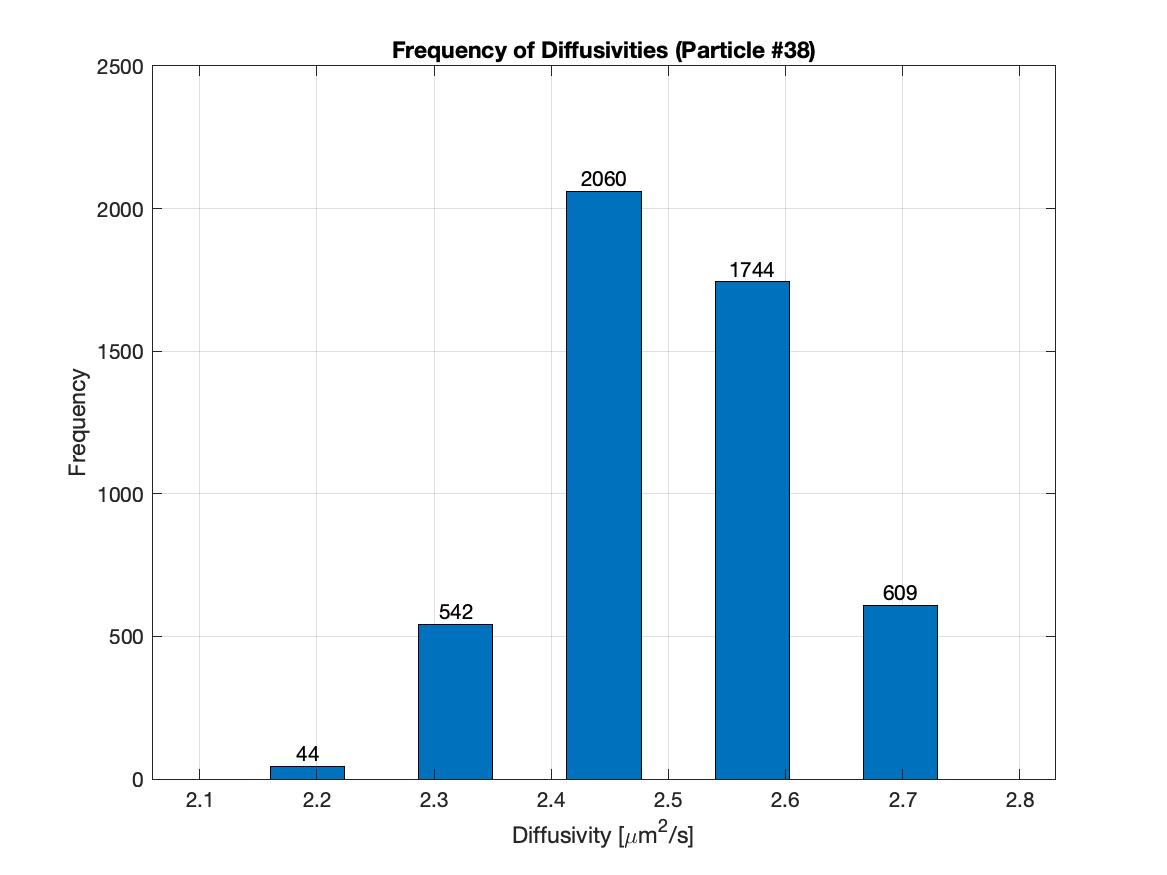 Frequency of Diffusivities (Particle #38)
2500
2000
1500
1000
500
0
Frequency
44
542
2060
1744
609
2.1 2.2 2.3 2.4 2.5 2.6 2.7 2.8
Diffusivity [μm²/s]